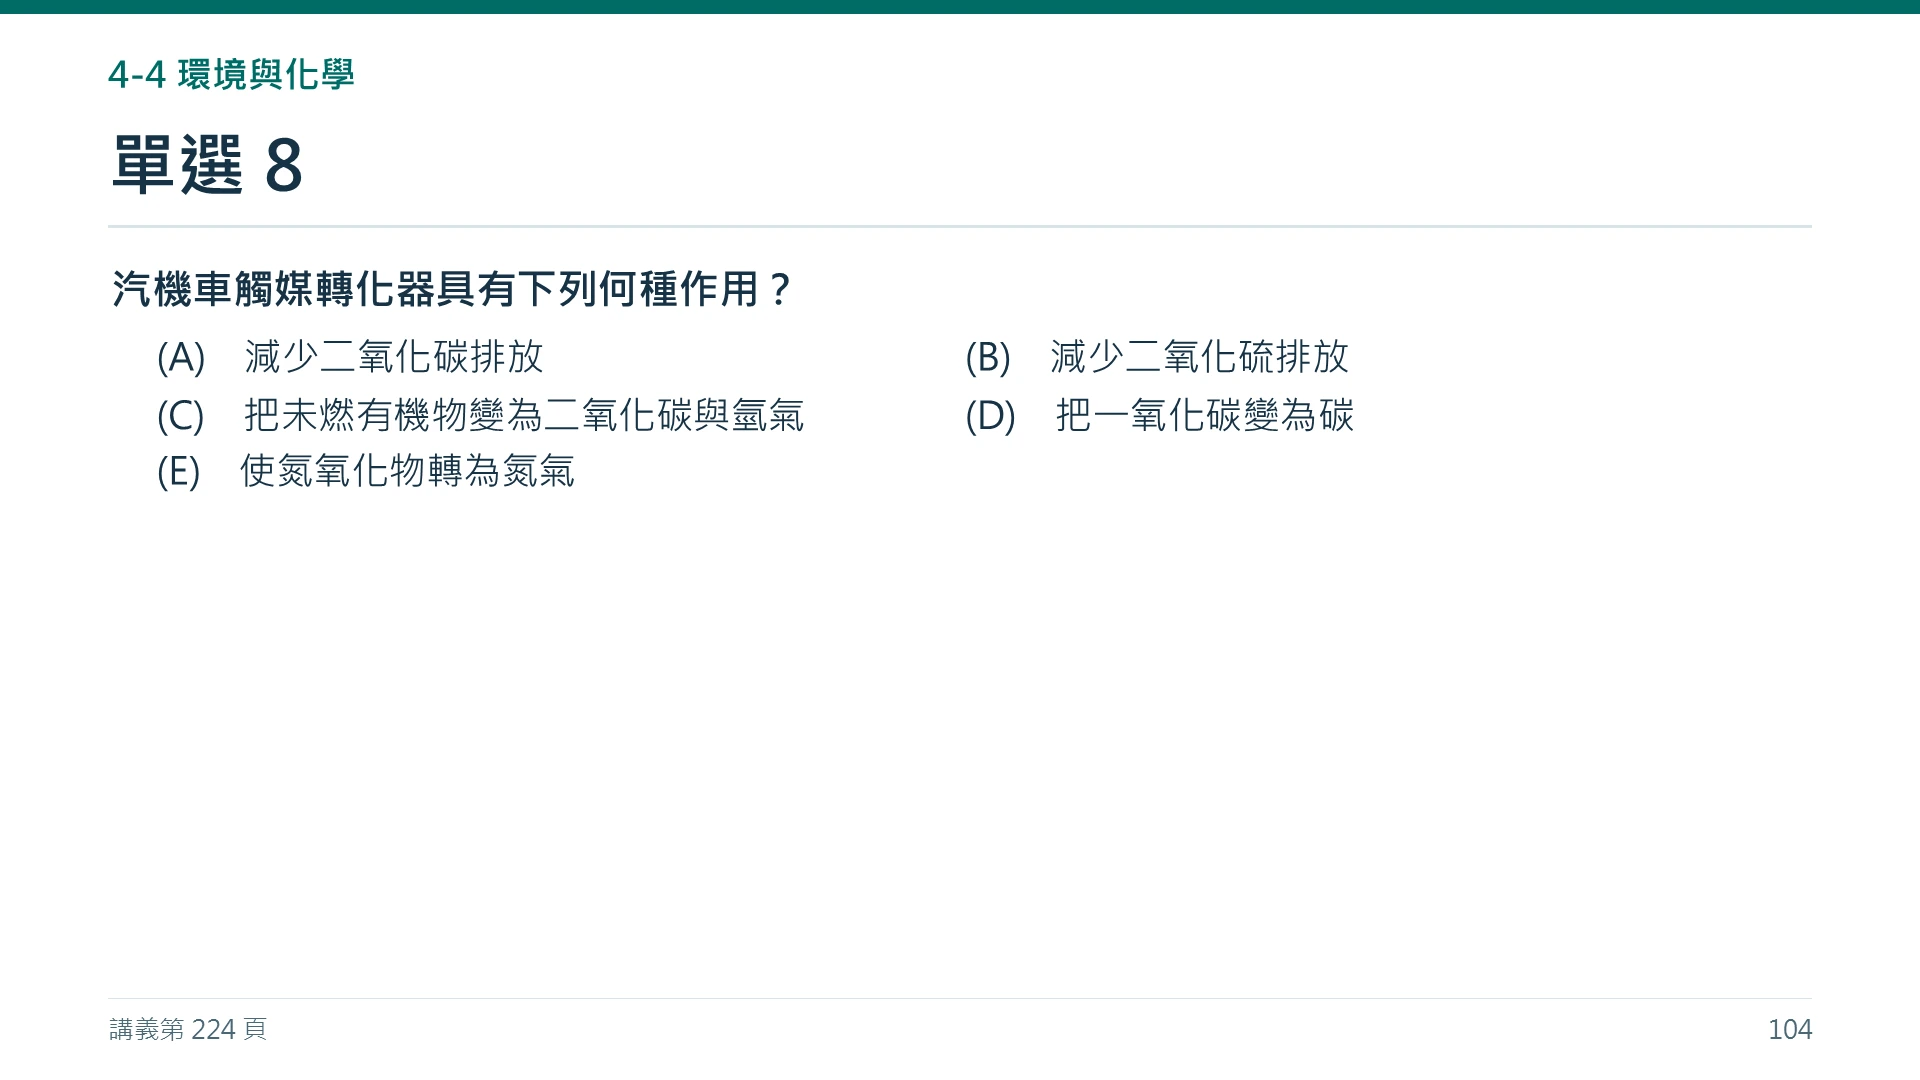 4-4 環境與化學
單選 8
汽機車觸媒轉化器具有下列何種作用？
(A) 減少二氧化碳排放 (B) 減少二氧化硫排放
(C) 把未燃有機物變為二氧化碳與氫氣 (D) 把一氧化碳變為碳
(E) 使氮氧化物轉為氮氣
講義第 224 頁 104